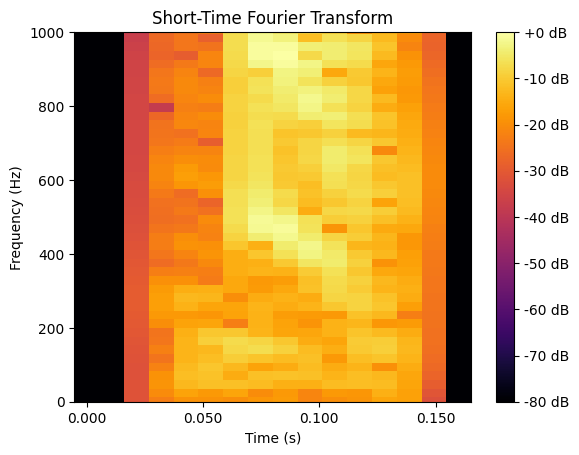 Short-Time Fourier Transform
Frequency (Hz)
1000
800
600
400
200
0
0.000
0.050
0.100
0.150
Time (s)
+0 dB
-10 dB
-20 dB
-30 dB
-40 dB
-50 dB
-60 dB
-70 dB
-80 dB